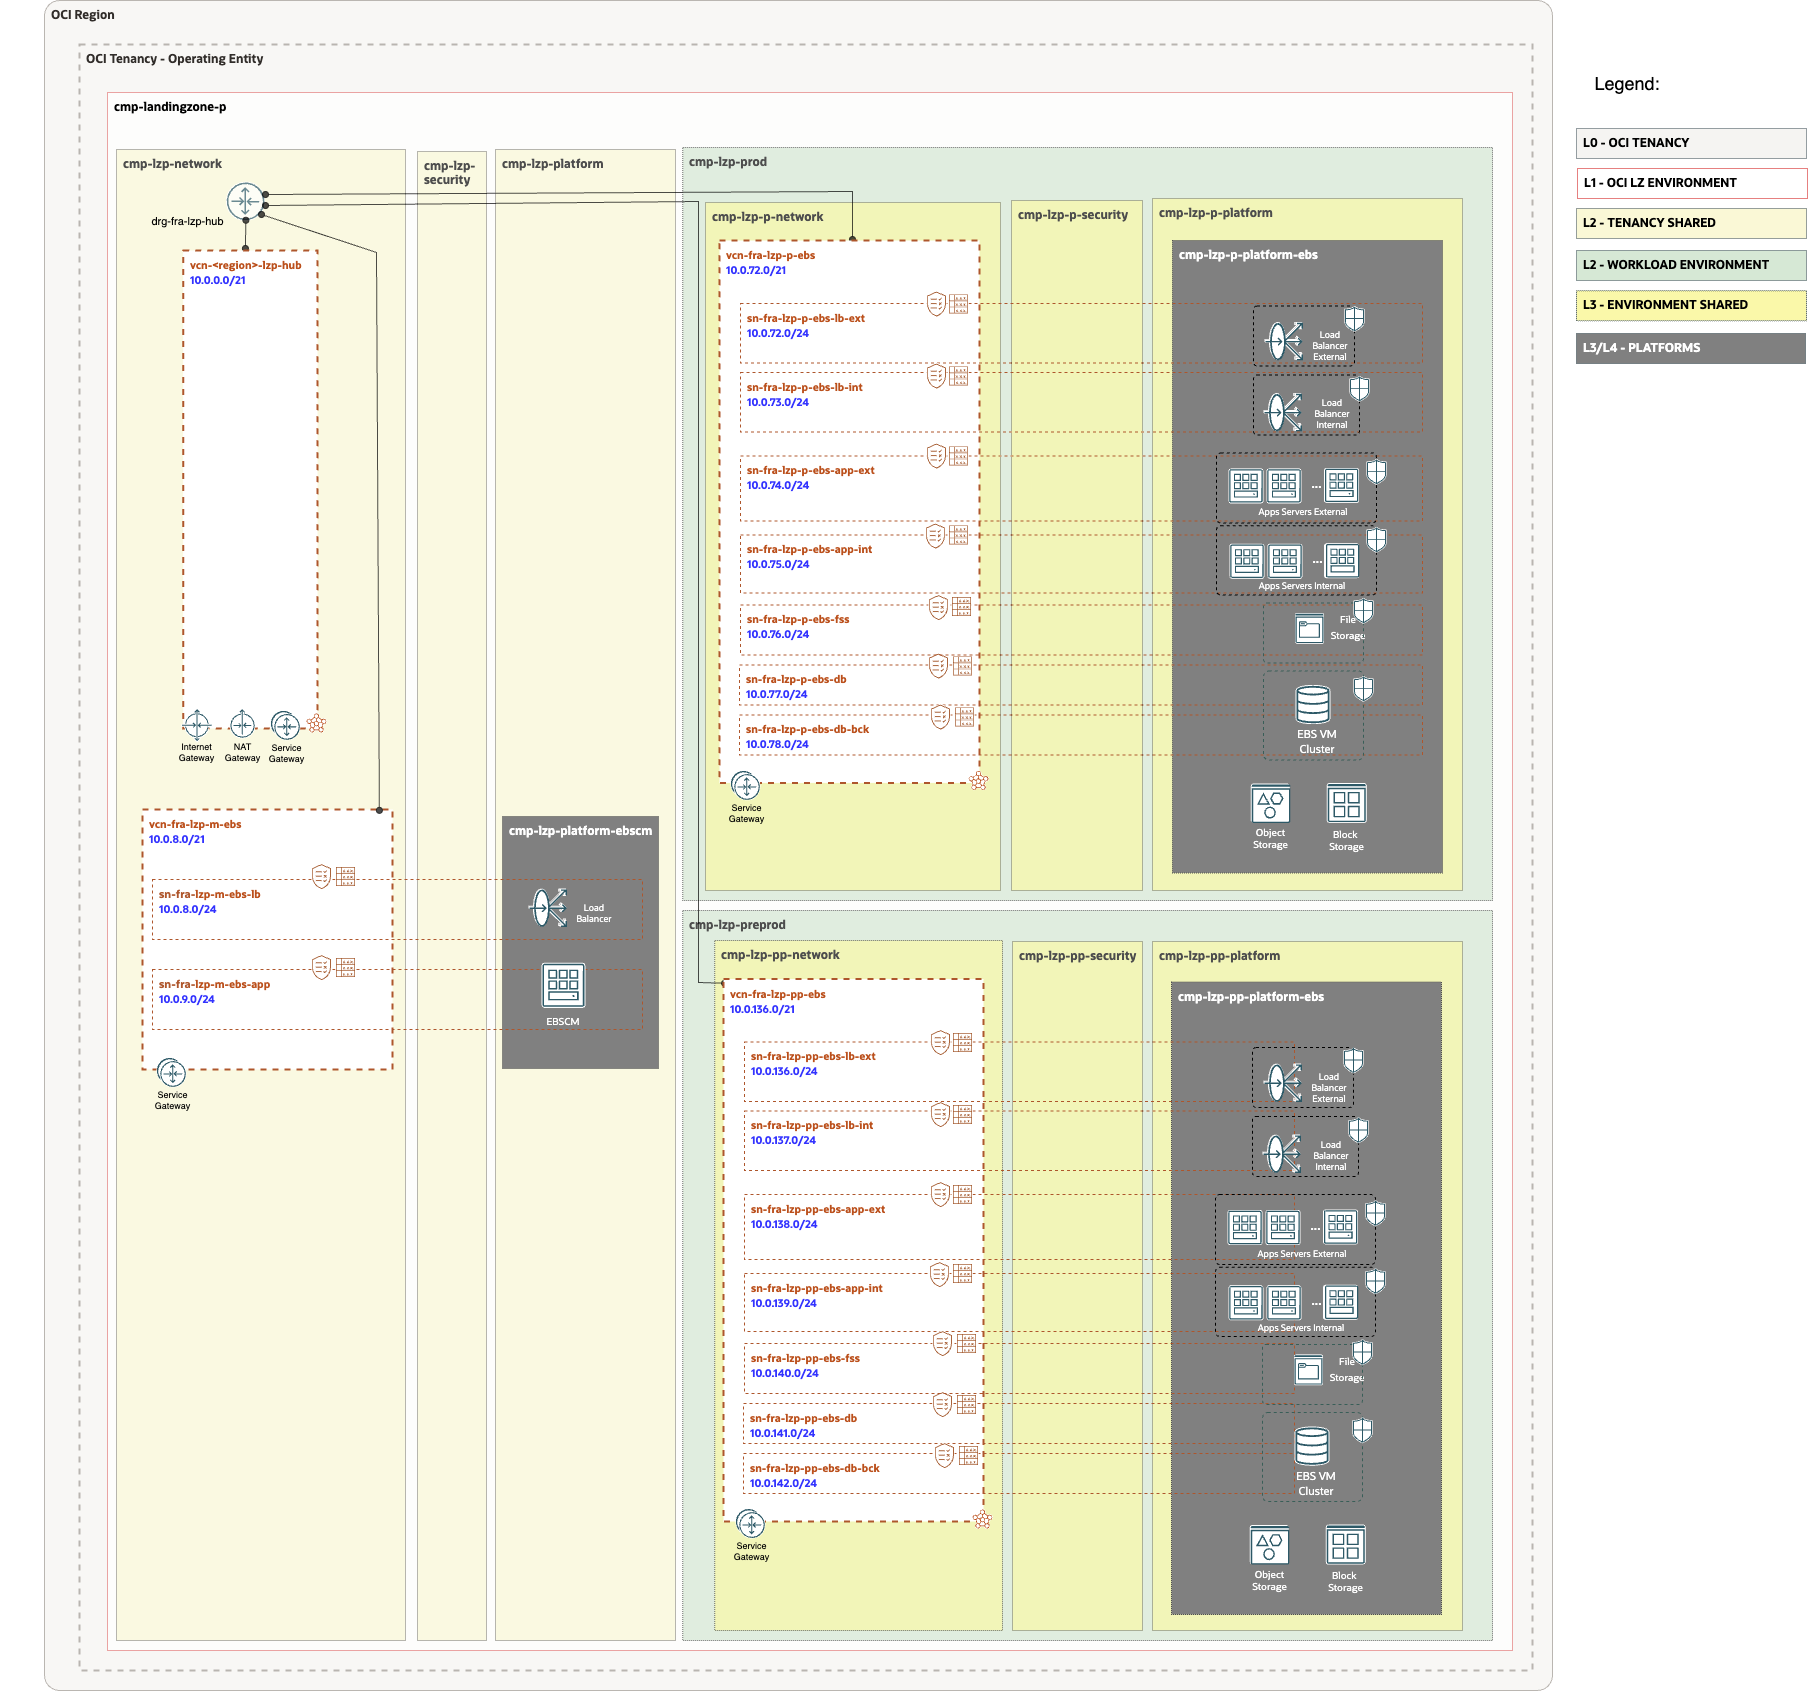 OCI Region
OCI Tenancy - Operating Entity
cmp-landingzone-p
cmp-lzp-network
drg-fra-lzp-hub
vcn-<region>-lzp-hub
10.0.0.0/21
Internet
Gateway
NAT
Gateway
Service
Gateway
vcn-fra-lzp-m-ebs
10.0.8.0/21
sn-fra-lzp-m-ebs-lb
10.0.8.0/24
sn-fra-lzp-m-ebs-app
10.0.9.0/24
Service
Gateway
cmp-lzp-
security
cmp-lzp-platform
cmp-lzp-platform-ebscm
Load
Balancer
EBSCM
cmp-lzp-prod
cmp-lzp-p-network
vcn-fra-lzp-p-ebs
10.0.72.0/21
sn-fra-lzp-p-ebs-lb-ext
10.0.72.0/24
sn-fra-lzp-p-ebs-lb-int
10.0.73.0/24
sn-fra-lzp-p-ebs-app-ext
10.0.74.0/24
sn-fra-lzp-p-ebs-app-int
10.0.75.0/24
sn-fra-lzp-p-ebs-fss
10.0.76.0/24
sn-fra-lzp-p-ebs-db
10.0.77.0/24
sn-fra-lzp-p-ebs-db-bck
10.0.78.0/24
Service
Gateway
cmp-lzp-p-security
cmp-lzp-p-platform
cmp-lzp-p-platform-ebs
Load
Balancer
External
Load
Balancer
Internal
...
Apps Servers External
...
Apps Servers Internal
File
Storage
EBS VM
Cluster
Object
Storage
Block
Storage
cmp-lzp-preprod
cmp-lzp-pp-network
vcn-fra-lzp-pp-ebs
10.0.136.0/21
sn-fra-lzp-pp-ebs-lb-ext
10.0.136.0/24
sn-fra-lzp-pp-ebs-lb-int
10.0.137.0/24
sn-fra-lzp-pp-ebs-app-ext
10.0.138.0/24
sn-fra-lzp-pp-ebs-app-int
10.0.139.0/24
sn-fra-lzp-pp-ebs-fss
10.0.140.0/24
sn-fra-lzp-pp-ebs-db
10.0.141.0/24
sn-fra-lzp-pp-ebs-db-bck
10.0.142.0/24
Service
Gateway
cmp-lzp-pp-security
cmp-lzp-pp-platform
cmp-lzp-pp-platform-ebs
Load
Balancer
External
Load
Balancer
Internal
...
Apps Servers External
...
Apps Servers Internal
File
Storage
EBS VM
Cluster
Object
Storage
Block
Storage
Legend:
L0 - OCI TENANCY
L1 - OCI LZ ENVIRONMENT
L2 - TENANCY SHARED
L2 - WORKLOAD ENVIRONMENT
L3 - ENVIRONMENT SHARED
L3/L4 - PLATFORMS